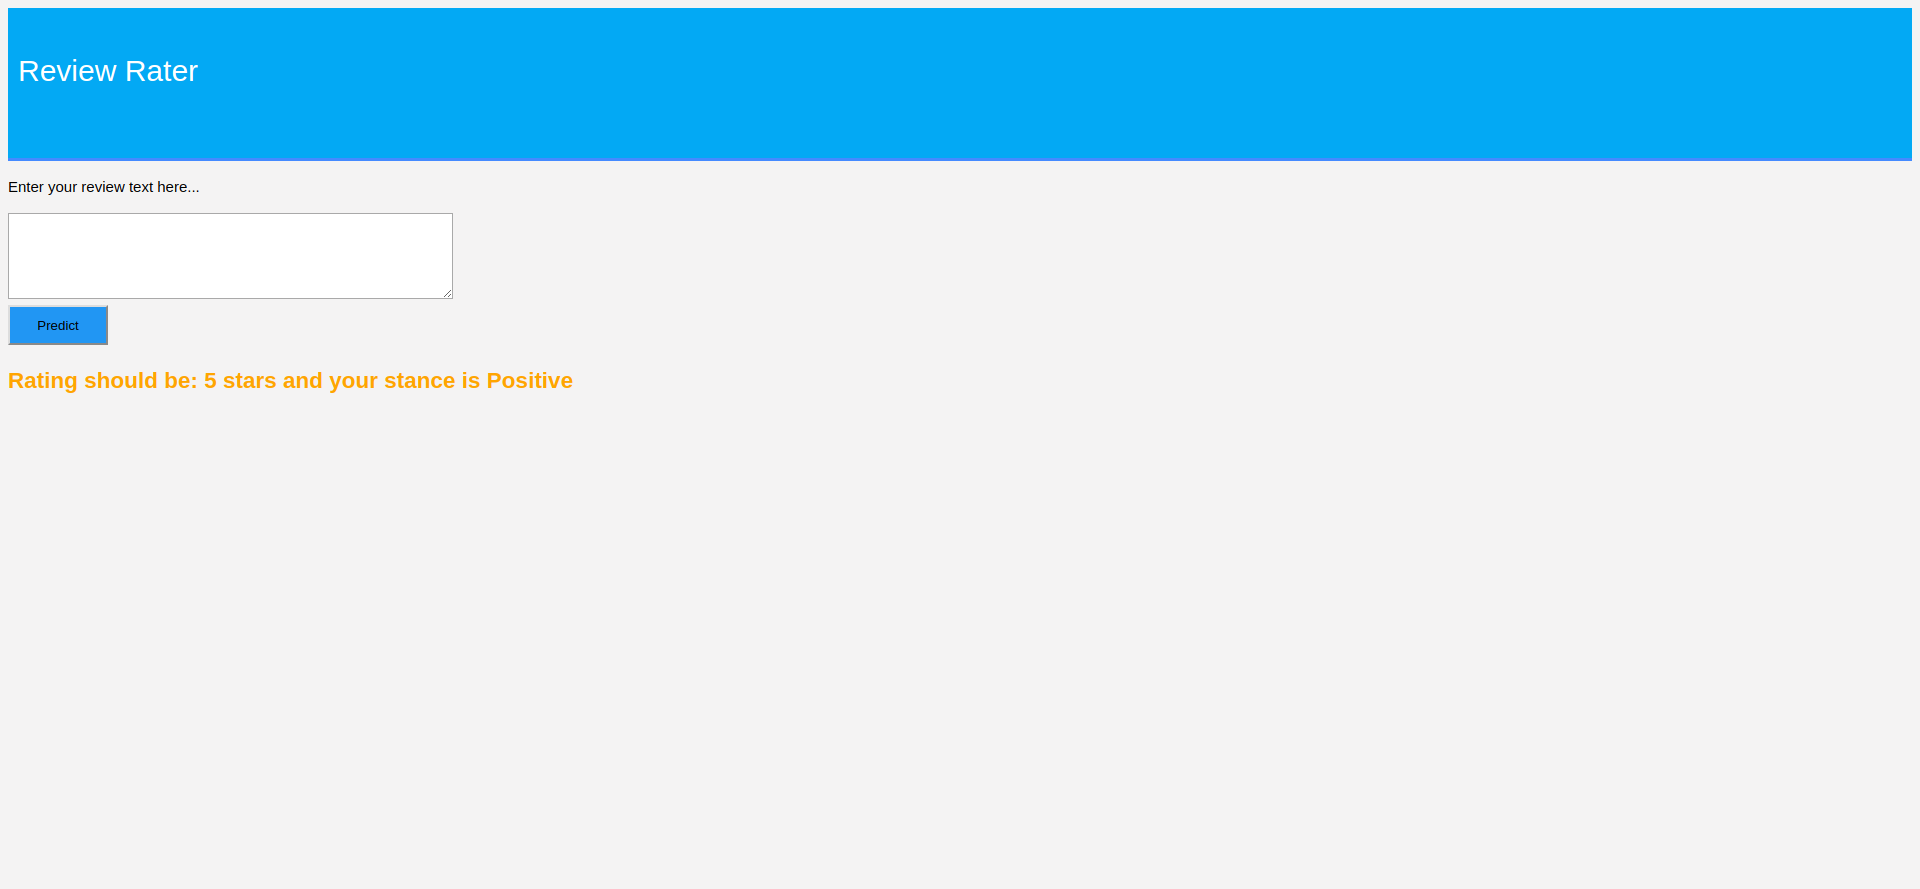 Review Rater
Enter your review text here...
Predict
Rating should be: 5 stars and your stance is Positive